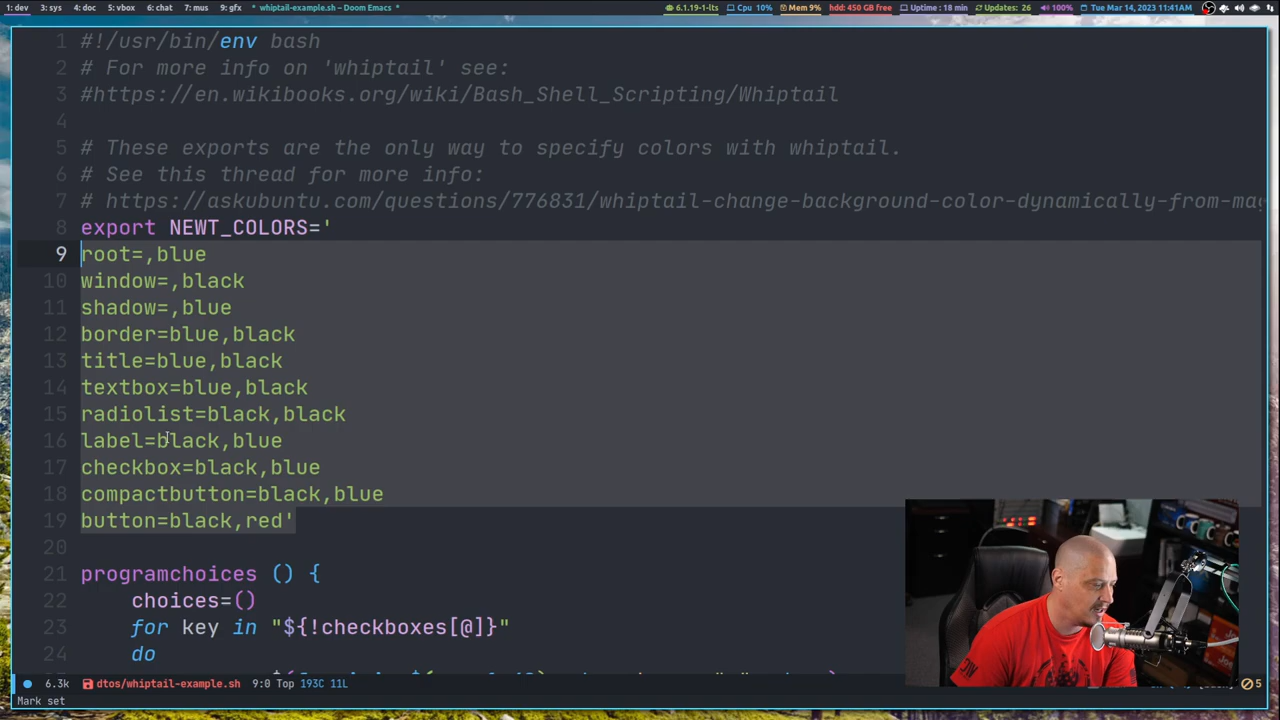 1: dev 3: sys 4: doc 5: vbox 6: chat 7: mus 9: gfx * whiptail-example.sh – Doom Emacs * 6.1.19-1-lts Cpu 10% Mem 9% hdd: 450 GB free Uptime : 18 min Updates: 26 100% Tue Mar 14, 2023 11:41AM
1 #!/usr/bin/env bash
2 # For more info on 'whiptail' see:
3 #https://en.wikibooks.org/wiki/Bash_Shell_Scripting/Whiptail
4
5 # These exports are the only way to specify colors with whiptail.
6 # See this thread for more info:
7 # https://askubuntu.com/questions/776831/whiptail-change-background-color-dynamically-from-mag
8 export NEWT_COLORS='
9 root=,blue
10 window=,black
11 shadow=,blue
12 border=blue,black
13 title=blue,black
14 textbox=blue,black
15 radiolist=black,black
16 label=black,blue
17 checkbox=black,blue
18 compactbutton=black,blue
19 button=black,red'
20
21 programchoices () {
22 choices=()
23 for key in "${!checkboxes[@]}"
24 do
6.3k dtos/whiptail-example.sh 9:0 Top 193C 11L 5
Mark set